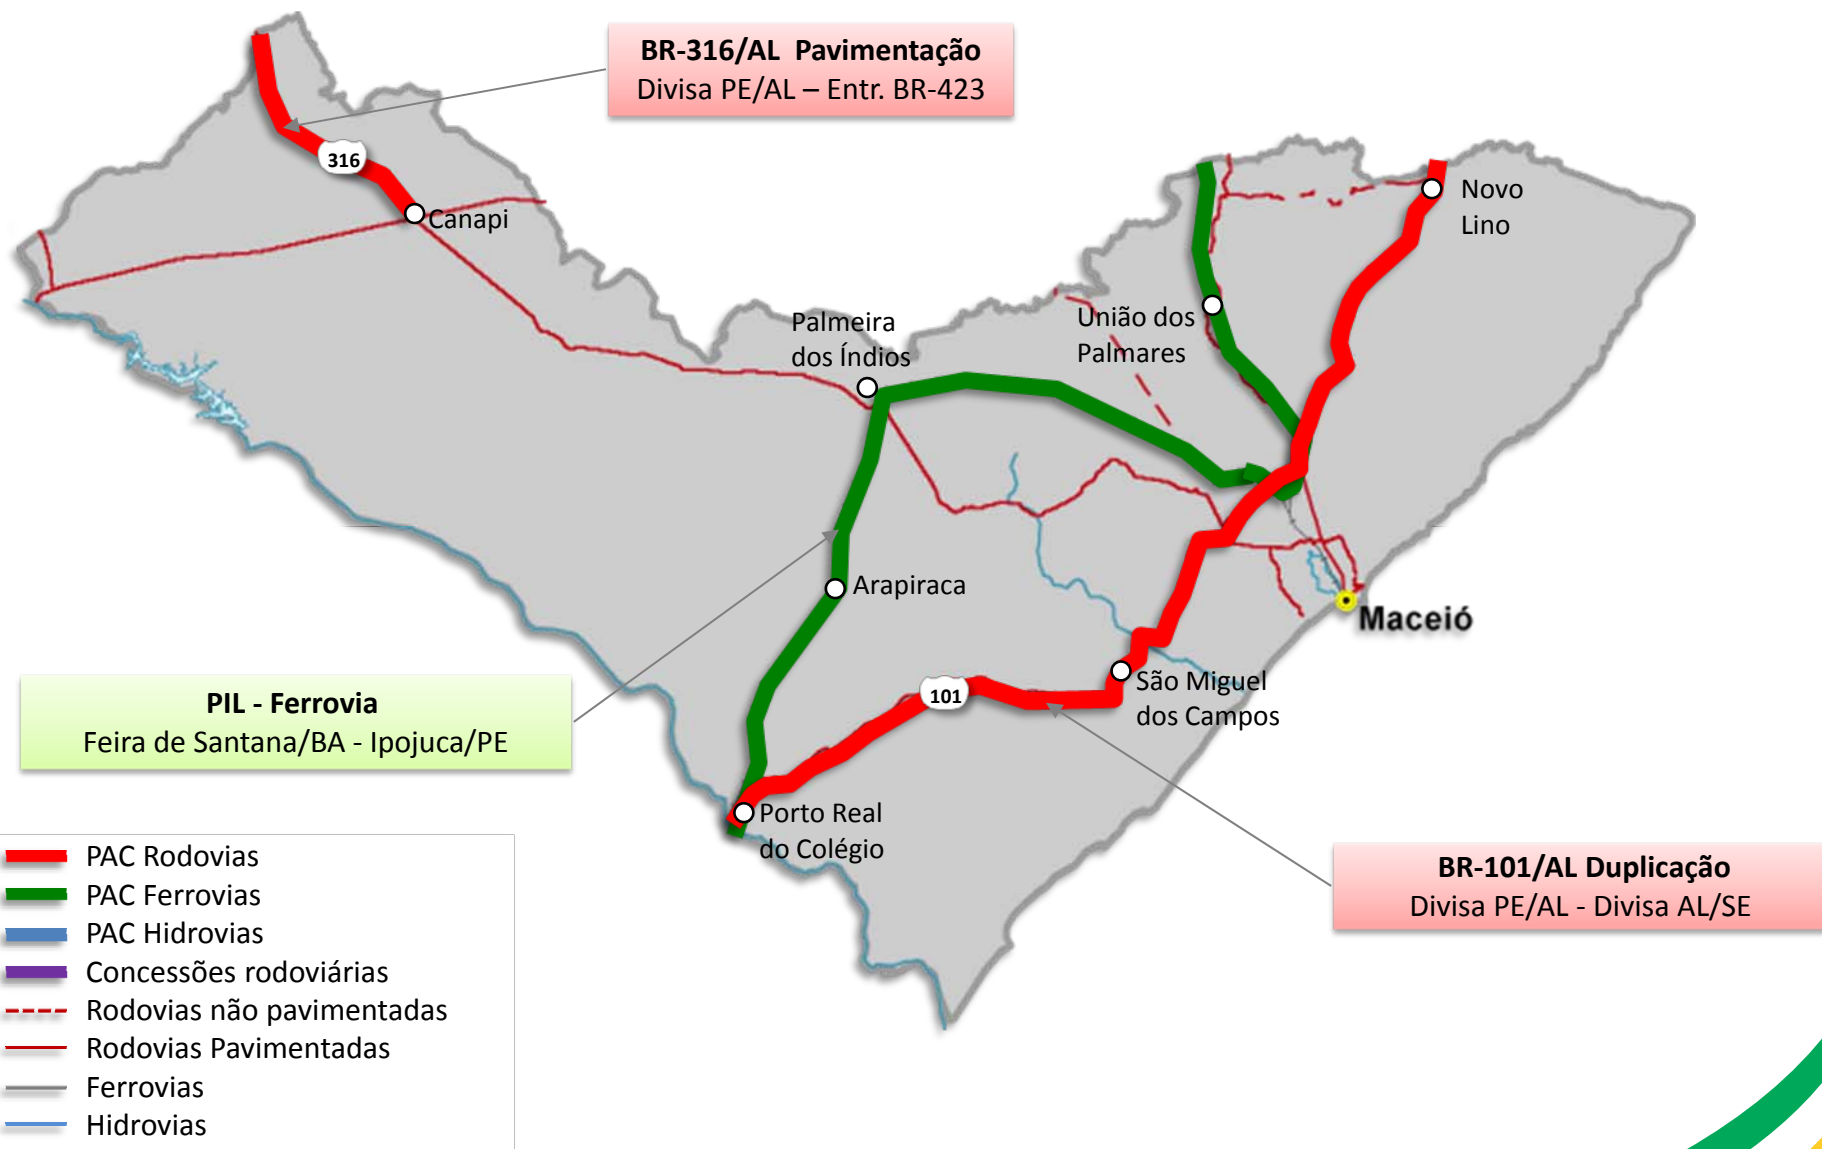 BR-316/AL Pavimentação
Divisa PE/AL – Entr. BR-423
316
Canapi
Novo
Lino
Palmeira
dos Índios
União dos
Palmares
Arapiraca
Maceió
PIL - Ferrovia
Feira de Santana/BA - Ipojuca/PE
101
São Miguel
dos Campos
Porto Real
do Colégio
BR-101/AL Duplicação
Divisa PE/AL - Divisa AL/SE
PAC Rodovias
PAC Ferrovias
PAC Hidrovias
Concessões rodoviárias
Rodovias não pavimentadas
Rodovias Pavimentadas
Ferrovias
Hidrovias